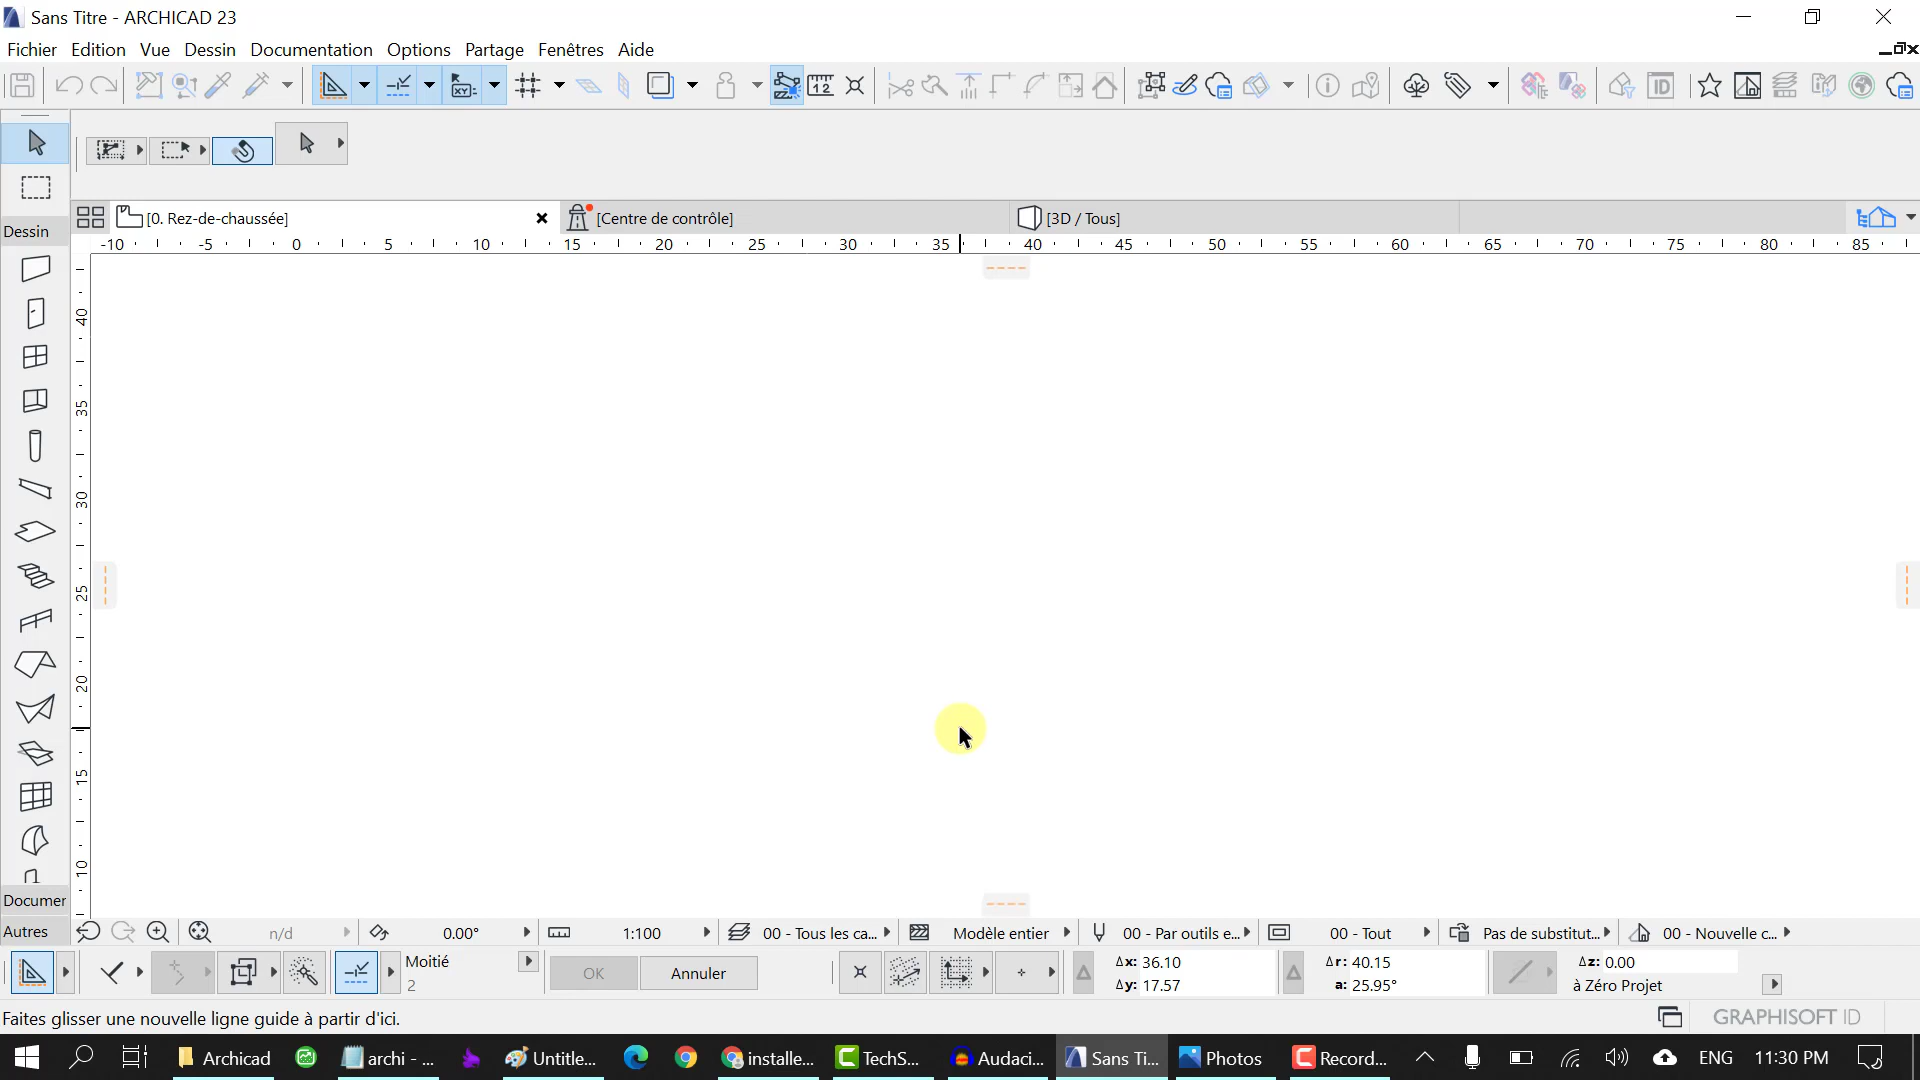 Sans Titre - ARCHICAD 23
Fichier Edition Vue Dessin Documentation Options Partage Fenêtres Aide
[0. Rez-de-chaussée] [Centre de contrôle] [3D / Tous]
Dessin
-10 -5 0 5 10 15 20 25 30 35 40 45 50 55 60 65 70 75 80 85
40
35
30
25
20
15
10
Documer
Autres n/d 0.00° 1:100 00 - Tous les ca... Modèle entier 00 - Par outils e... 00 - Tout Pas de substitut... 00 - Nouvelle c...
Moitié
2
OK Annuler
Δx: 36.10 Δr: 40.15 Δz: 0.00
Δy: 17.57 a: 25.95° à Zéro Projet
Faites glisser une nouvelle ligne guide à partir d'ici. GRAPHISOFT ID
Archicad archi - ... Untitle... installe... TechS... Audaci... Sans Ti... Photos Record... ENG 11:30 PM